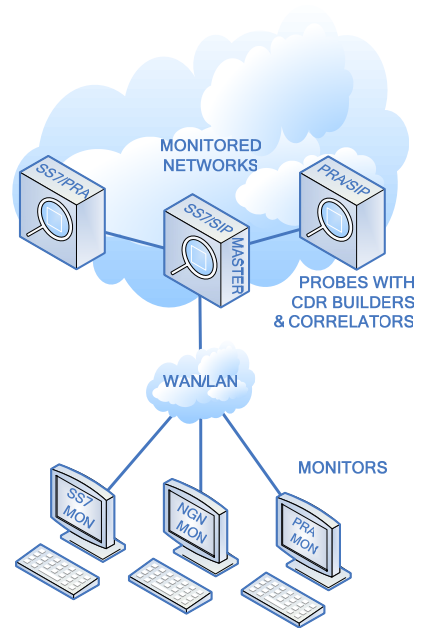 MONITORED
NETWORKS
SS7/PRA
PRA/SIP
SS7/SIP
MASTER
PROBES WITH
CDR BUILDERS
& CORRELATORS
WAN/LAN
MONITORS
SS7
MON
NGN
MON
PRA
MON